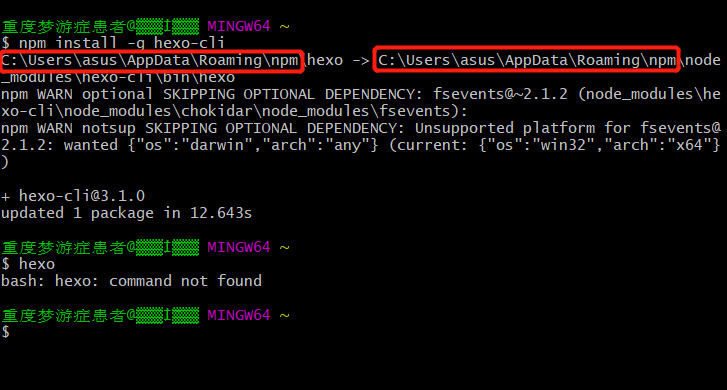 重度梦游症患者@▒▒▒İ▒▒▒ MINGW64 ~
$ npm install -g hexo-cli
C:\Users\asus\AppData\Roaming\npm\hexo -> C:\Users\asus\AppData\Roaming\npm\node
_modules\hexo-cli\bin\hexo
npm WARN optional SKIPPING OPTIONAL DEPENDENCY: fsevents@~2.1.2 (node_modules\he
xo-cli\node_modules\chokidar\node_modules\fsevents):
npm WARN notsup SKIPPING OPTIONAL DEPENDENCY: Unsupported platform for fsevents@
2.1.2: wanted {"os":"darwin","arch":"any"} (current: {"os":"win32","arch":"x64"}
)
+ hexo-cli@3.1.0
updated 1 package in 12.643s
重度梦游症患者@▒▒▒İ▒▒▒ MINGW64 ~
$ hexo
bash: hexo: command not found
重度梦游症患者@▒▒▒İ▒▒▒ MINGW64 ~
$